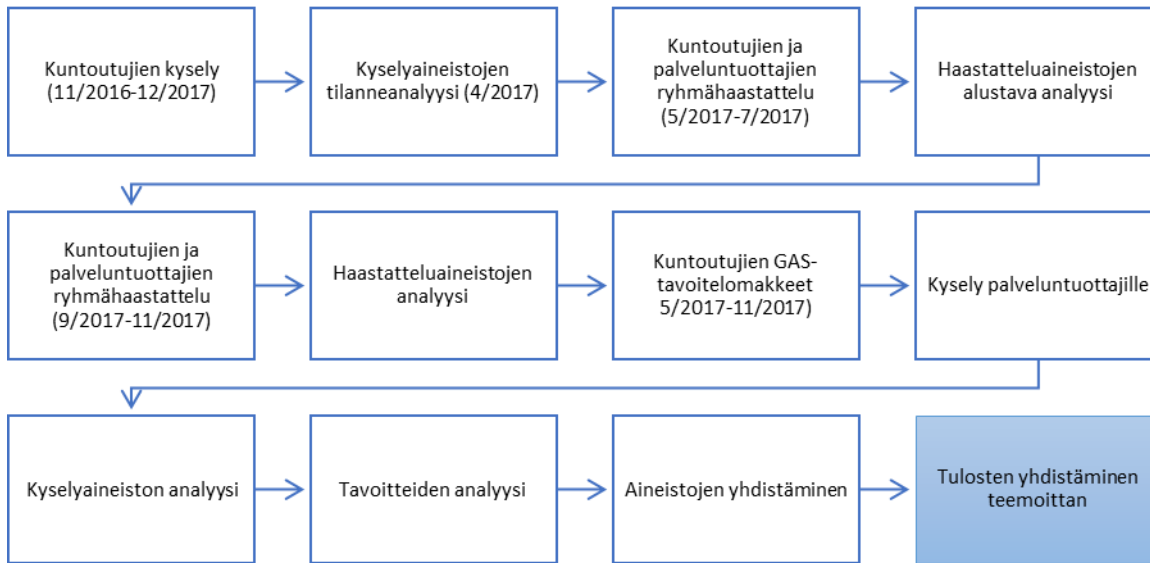 Kuntoutujien kysely
(11/2016-12/2017)
Kyselyaineistojen
tilanneanalyysi (4/2017)
Kuntoutujien ja
palveluntuottajien
ryhmähaastattelu
(5/2017-7/2017)
Haastatteluaineistojen
alustava analyysi
Kuntoutujien ja
palveluntuottajien
ryhmähaastattelu
(9/2017-11/2017)
Haastatteluaineistojen
analyysi
Kuntoutujien GAS-
tavoitelomakkeet
5/2017-11/2017)
Kysely palveluntuottajille
Kyselyaineiston analyysi
Tavoitteiden analyysi
Aineistojen yhdistäminen
Tulosten yhdistäminen
teemoittan